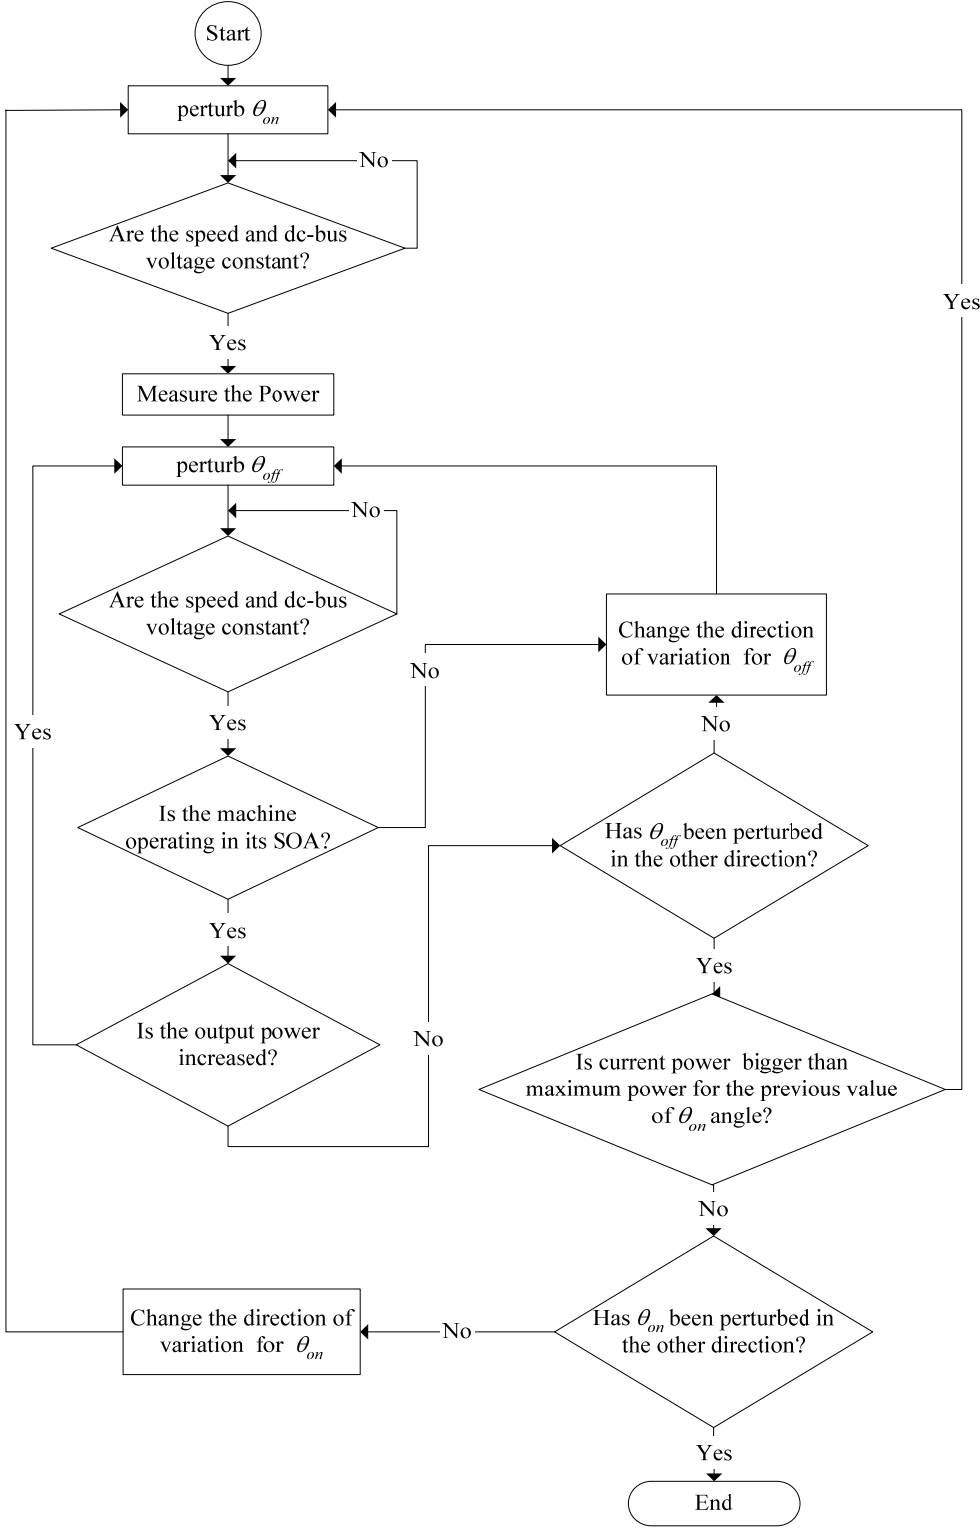 Start
perturb θon
No
Are the speed and dc-bus
voltage constant?
Yes
Yes
Measure the Power
perturb θoff
No
Are the speed and dc-bus
voltage constant?
Change the direction
of variation for θoff
No
Yes
No
Yes
Is the machine
operating in its SOA?
Has θoff been perturbed
in the other direction?
Yes
Yes
Is the output power
increased?
No
Is current power bigger than
maximum power for the previous value
of θon angle?
No
Change the direction of
variation for θon
No
Has θon been perturbed in
the other direction?
Yes
End